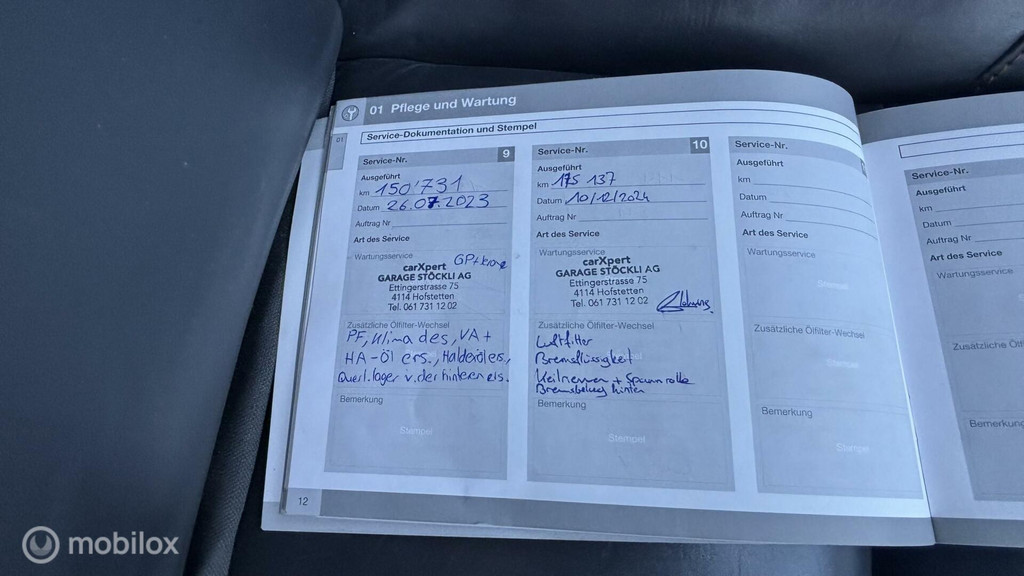 01 Pflege und Wartung
01
Service-Dokumentation und Stempel
Service-Nr. 9
Ausgeführt
km 150'731
Datum 26.07.2023
Auftrag Nr
Art des Service
Wartungsservice
carXpert
GARAGE STÖCKLI AG
Ettingerstrasse 75
4114 Hofstetten
Tel. 061 731 12 02
Zusätzliche Ölfilter-Wechsel
PF, Klima des, VA +
HA-Öl ers., Haldexöl ers.,
Querl.lager v. der hinteren ers.
Bemerkung
Stempel
12
Service-Nr. 10
Ausgeführt
km 175 137
Datum 10/12/2024
Auftrag Nr
Art des Service
Wartungsservice
carXpert
GARAGE STÖCKLI AG
Ettingerstrasse 75
4114 Hofstetten
Tel. 061 731 12 02
Zusätzliche Ölfilter-Wechsel
Luftfilter
Bremsflüssigkeit
Keilriemen + Spannrolle
Bremsbelag hinten
Bemerkung
Stempel
Service-Nr.
Ausgeführt
km
Datum
Auftrag Nr
Art des Service
Wartungsservice
Stempel
Zusätzliche Ölfilter-Wechsel
Stempel
Bemerkung
Stempel
Service-Nr.
Ausgeführt
km
Datum
Auftrag Nr
Art des Service
Wartungsservice
Zusätzliche Ölf
Bemerkung
mobilox